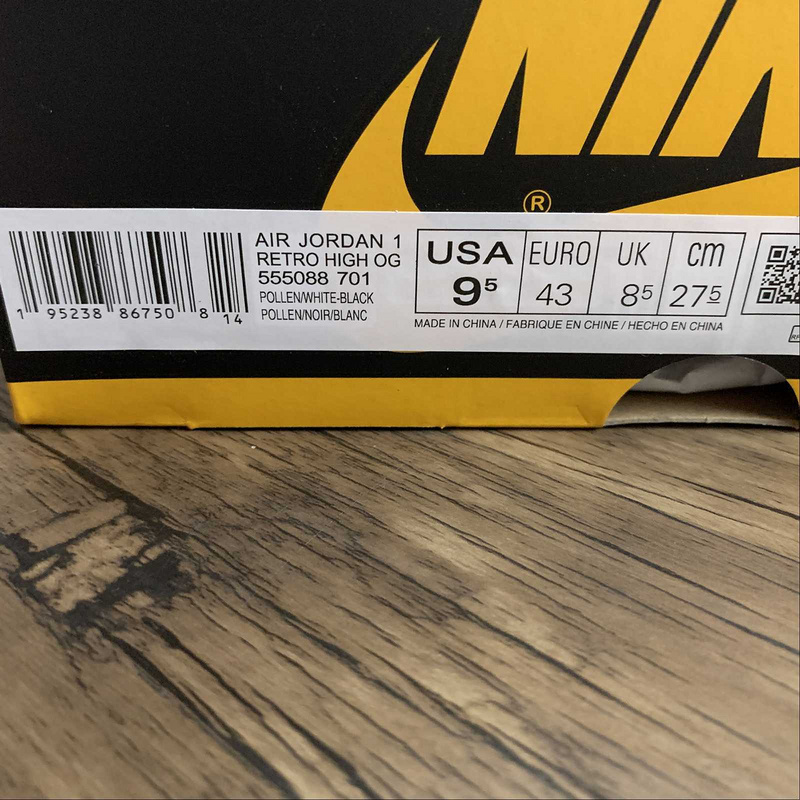 NIK
®
AIR JORDAN 1
RETRO HIGH OG
555088 701
POLLEN/WHITE-BLACK
POLLEN/NOIR/BLANC
1 95238 86750 8 14
USA EURO UK cm
9⁵ 43 8⁵ 27⁵
MADE IN CHINA / FABRIQUE EN CHINE / HECHO EN CHINA